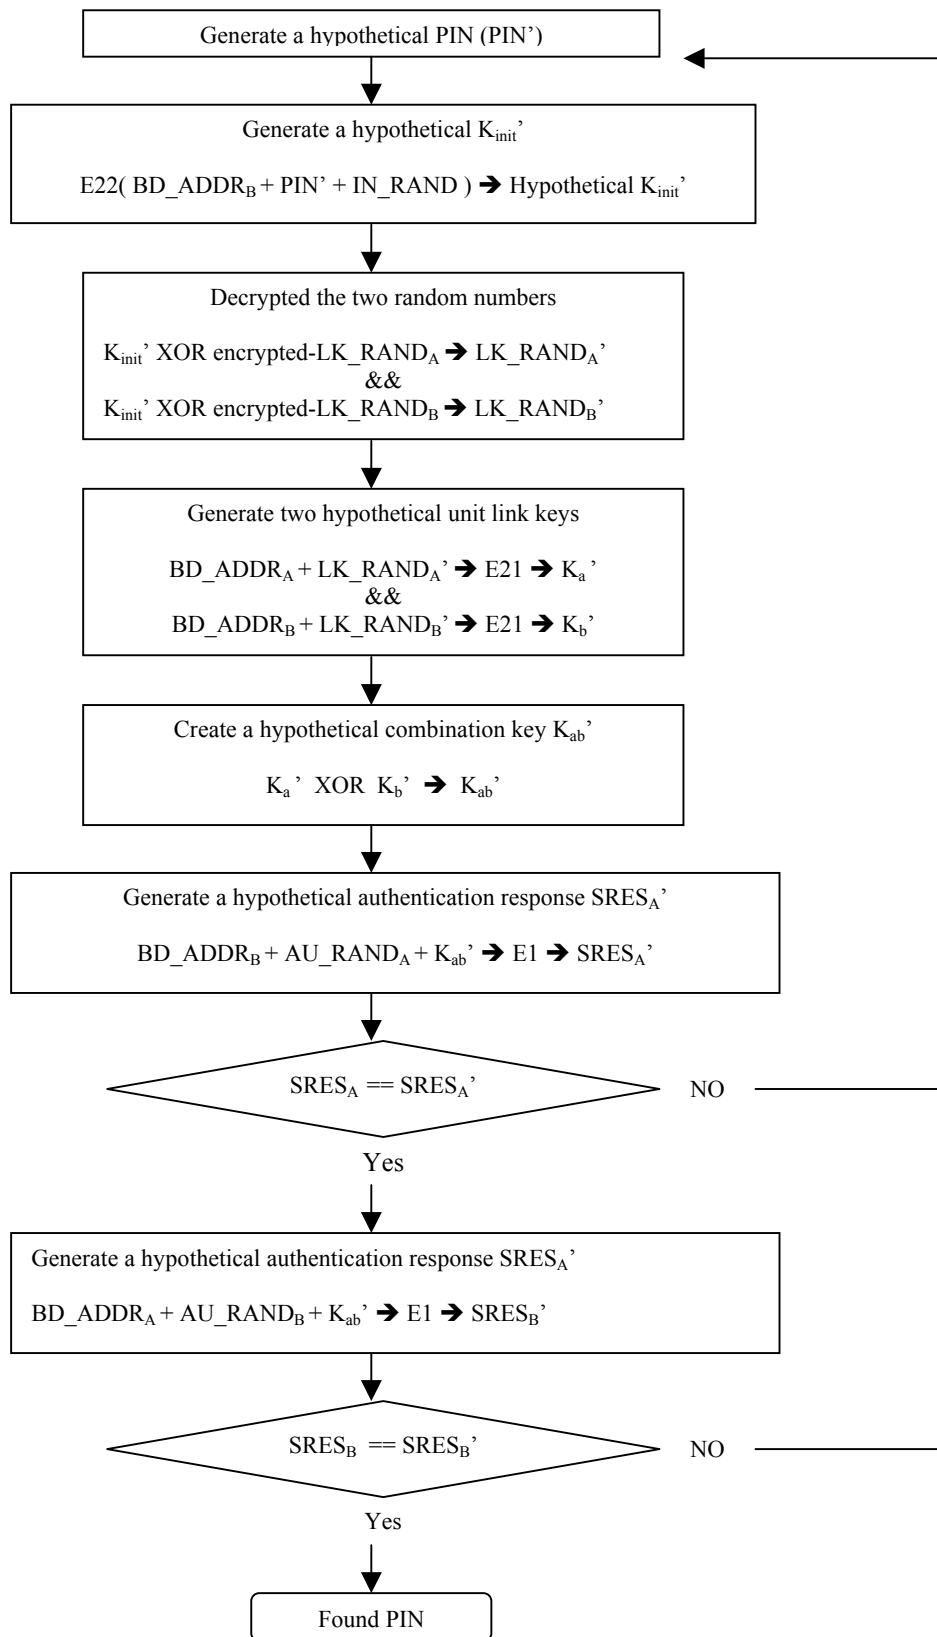 Generate a hypothetical PIN (PIN’)
Generate a hypothetical Kinit’
E22( BD_ADDRB + PIN’ + IN_RAND ) ➔ Hypothetical Kinit’
Decrypted the two random numbers
Kinit’ XOR encrypted-LK_RANDA ➔ LK_RANDA’
&&
Kinit’ XOR encrypted-LK_RANDB ➔ LK_RANDB’
Generate two hypothetical unit link keys
BD_ADDRA + LK_RANDA’ ➔ E21 ➔ Ka’
&&
BD_ADDRB + LK_RANDB’ ➔ E21 ➔ Kb’
Create a hypothetical combination key Kab’
Ka’ XOR Kb’ ➔ Kab’
Generate a hypothetical authentication response SRESA’
BD_ADDRB + AU_RANDA + Kab’ ➔ E1 ➔ SRESA’
SRESA == SRESA’
NO
Yes
Generate a hypothetical authentication response SRESA’
BD_ADDRA + AU_RANDB + Kab’ ➔ E1 ➔ SRESB’
SRESB == SRESB’
NO
Yes
Found PIN